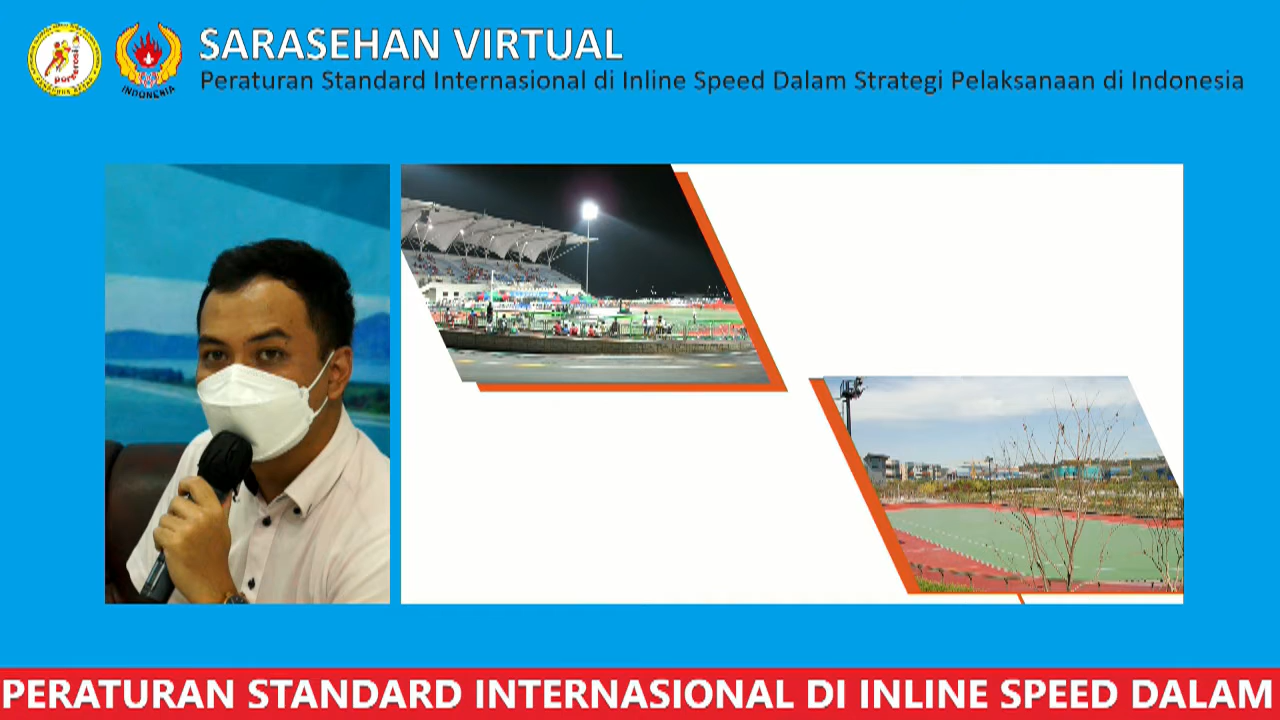 SARASEHAN VIRTUAL
Peraturan Standard Internasional di Inline Speed Dalam Strategi Pelaksanaan di Indonesia
porserosi
INDONESIA
PERATURAN STANDARD INTERNASIONAL DI INLINE SPEED DALAM